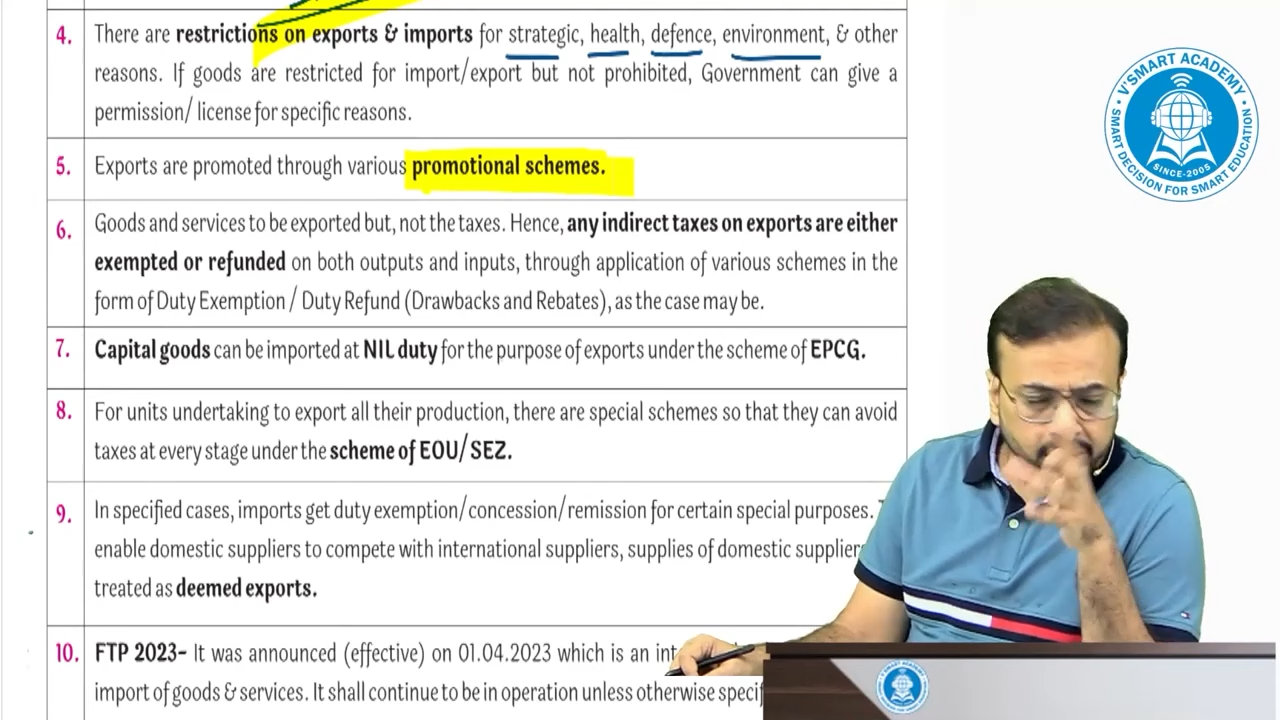 4. There are restrictions on exports & imports for strategic, health, defence, environment, & other
reasons. If goods are restricted for import/export but not prohibited, Government can give a
permission/ license for specific reasons.
5. Exports are promoted through various promotional schemes.
6. Goods and services to be exported but, not the taxes. Hence, any indirect taxes on exports are either
exempted or refunded on both outputs and inputs, through application of various schemes in the
form of Duty Exemption / Duty Refund (Drawbacks and Rebates), as the case may be.
7. Capital goods can be imported at NIL duty for the purpose of exports under the scheme of EPCG.
8. For units undertaking to export all their production, there are special schemes so that they can avoid
taxes at every stage under the scheme of EOU/ SEZ.
9. In specified cases, imports get duty exemption/concession/remission for certain special purposes.
enable domestic suppliers to compete with international suppliers, supplies of domestic
treated as deemed exports.
10. FTP 2023- It was announced (effective) on 01.04.2023 which is an
import of goods & services. It shall continue to be in operation unless otherwise
V'SMART ACADEMY
SINCE-2005
SMART DECISION FOR SMART EDUCATION